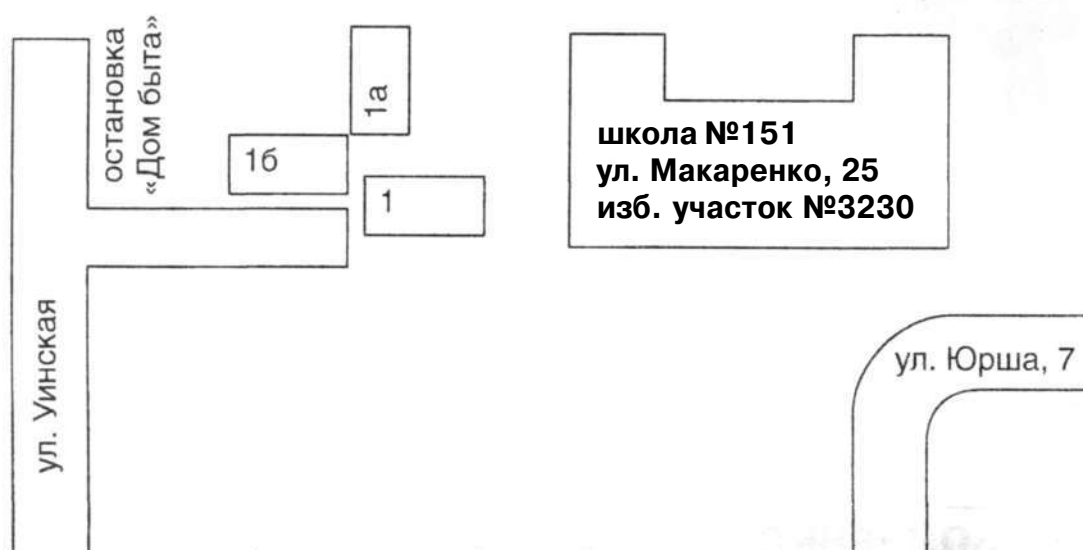 остановка
«Дом быта»
1а
1б
1
школа №151
ул. Макаренко, 25
изб. участок №3230
ул. Уинская
ул. Юрша, 7